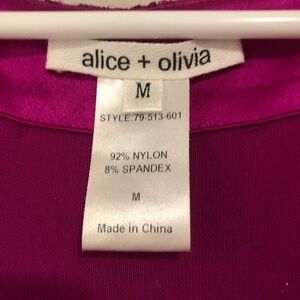 alice + olivia
M
STYLE:79-513-601
92% NYLON
8% SPANDEX
M
Made in China